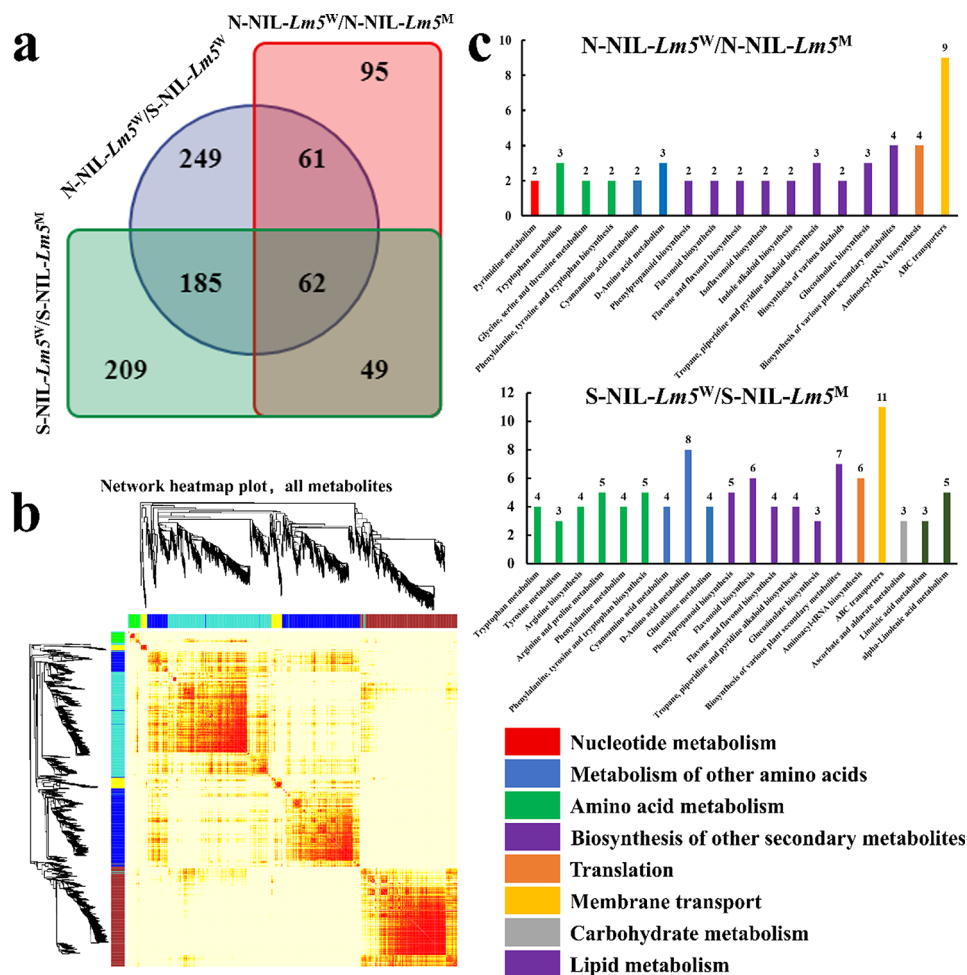 a
N-NIL-Lm5ᵂ/N-NIL-Lm5ᴹ
N-NIL-Lm5ᵂ/S-NIL-Lm5ᵂ
S-NIL-Lm5ᵂ/S-NIL-Lm5ᴹ
95
249
61
185
62
209
49
b
Network heatmap plot, all metabolites
c
N-NIL-Lm5ᵂ/N-NIL-Lm5ᴹ
10
8
6
4
2
0
2
3
2
2
2
3
2
2
2
2
2
3
2
3
4
4
9
Pyrimidine metabolism
Tryptophan metabolism
Glycine, serine and threonine metabolism
Phenylalanine, tyrosine and tryptophan biosynthesis
Cyanoamino acid metabolism
D-Amino acid metabolism
Phenylpropanoid biosynthesis
Flavonoid biosynthesis
Flavone and flavonol biosynthesis
Isoflavonoid biosynthesis
Indole alkaloid biosynthesis
Tropane, piperidine and pyridine alkaloid biosynthesis
Biosynthesis of various alkaloids
Glucosinolate biosynthesis
Biosynthesis of various plant secondary metabolites
Aminoacyl-tRNA biosynthesis
ABC transporters
S-NIL-Lm5ᵂ/S-NIL-Lm5ᴹ
12
10
8
6
4
2
0
4
3
4
5
4
5
4
8
4
5
6
4
4
3
7
6
11
3
3
5
Tryptophan metabolism
Tyrosine metabolism
Arginine biosynthesis
Arginine and proline metabolism
Phenylalanine metabolism
Phenylalanine, tyrosine and tryptophan biosynthesis
Cyanoamino acid metabolism
D-Amino acid metabolism
Glutathione metabolism
Phenylpropanoid biosynthesis
Flavonoid biosynthesis
Flavone and flavonol biosynthesis
Tropane, piperidine and pyridine alkaloid biosynthesis
Glucosinolate biosynthesis
Biosynthesis of various plant secondary metabolites
Aminoacyl-tRNA biosynthesis
ABC transporters
Ascorbate and aldarate metabolism
Linoleic acid metabolism
alpha-Linolenic acid metabolism
Nucleotide metabolism
Metabolism of other amino acids
Amino acid metabolism
Biosynthesis of other secondary metabolites
Translation
Membrane transport
Carbohydrate metabolism
Lipid metabolism